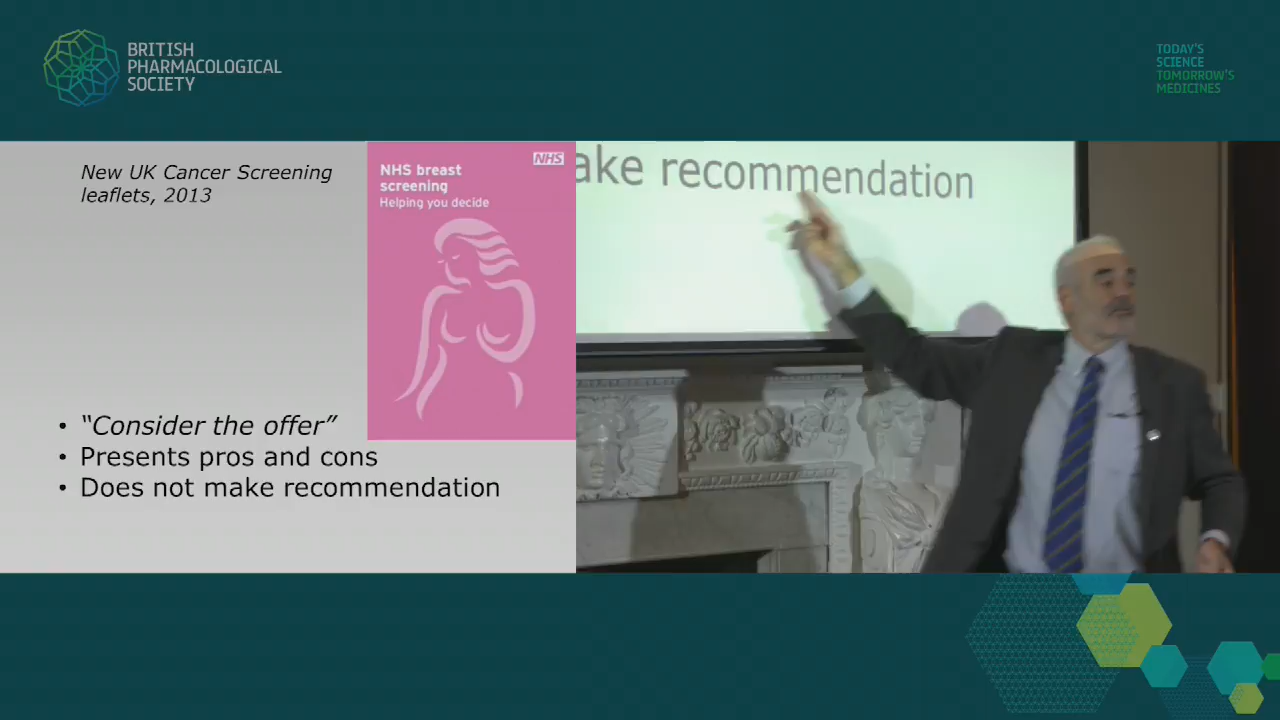 BRITISH
PHARMACOLOGICAL
SOCIETY
TODAY'S
SCIENCE
TOMORROW'S
MEDICINES
New UK Cancer Screening
leaflets, 2013
NHS
NHS breast
screening
Helping you decide
• “Consider the offer”
• Presents pros and cons
• Does not make recommendation
ake recommendation